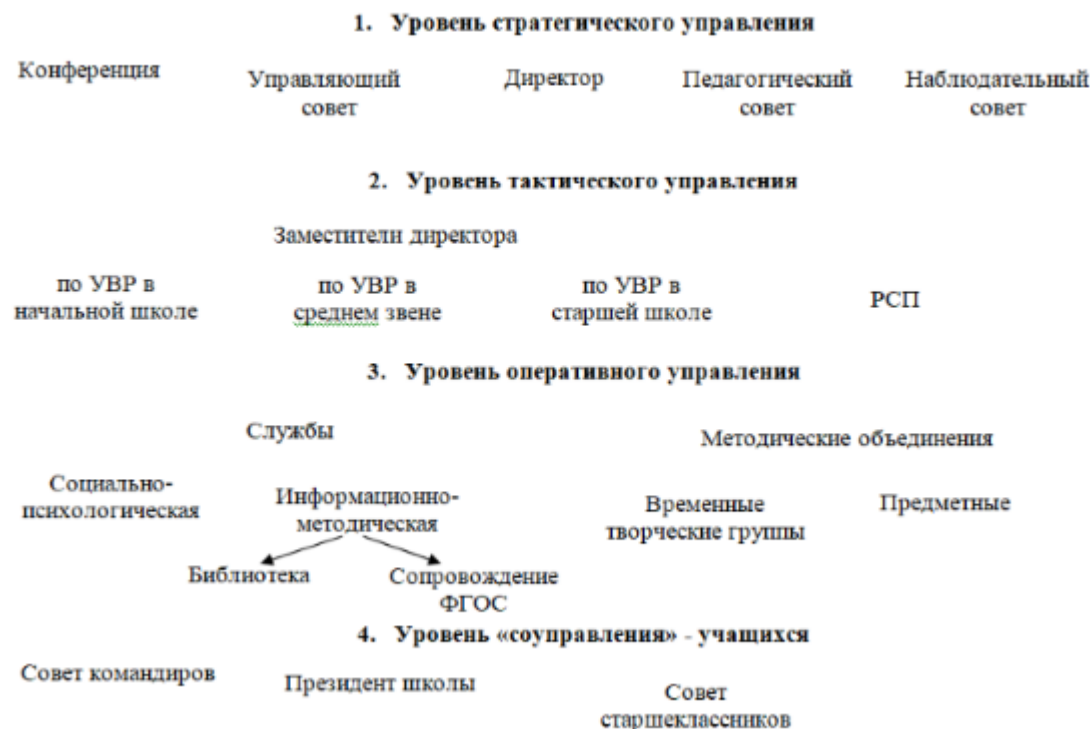 1. Уровень стратегического управления
Конференция
Управляющий
совет
Директор
Педагогический
совет
Наблюдательный
совет
2. Уровень тактического управления
Заместители директора
по УВР в
начальной школе
по УВР в
среднем звене
по УВР в
старшей школе
РСП
3. Уровень оперативного управления
Службы
Методические объединения
Социально-
психологическая
Информационно-
методическая
Временные
творческие группы
Предметные
Библиотека
Сопровождение
ФГОС
4. Уровень «соуправления» - учащихся
Совет командиров
Президент школы
Совет
старшеклассников